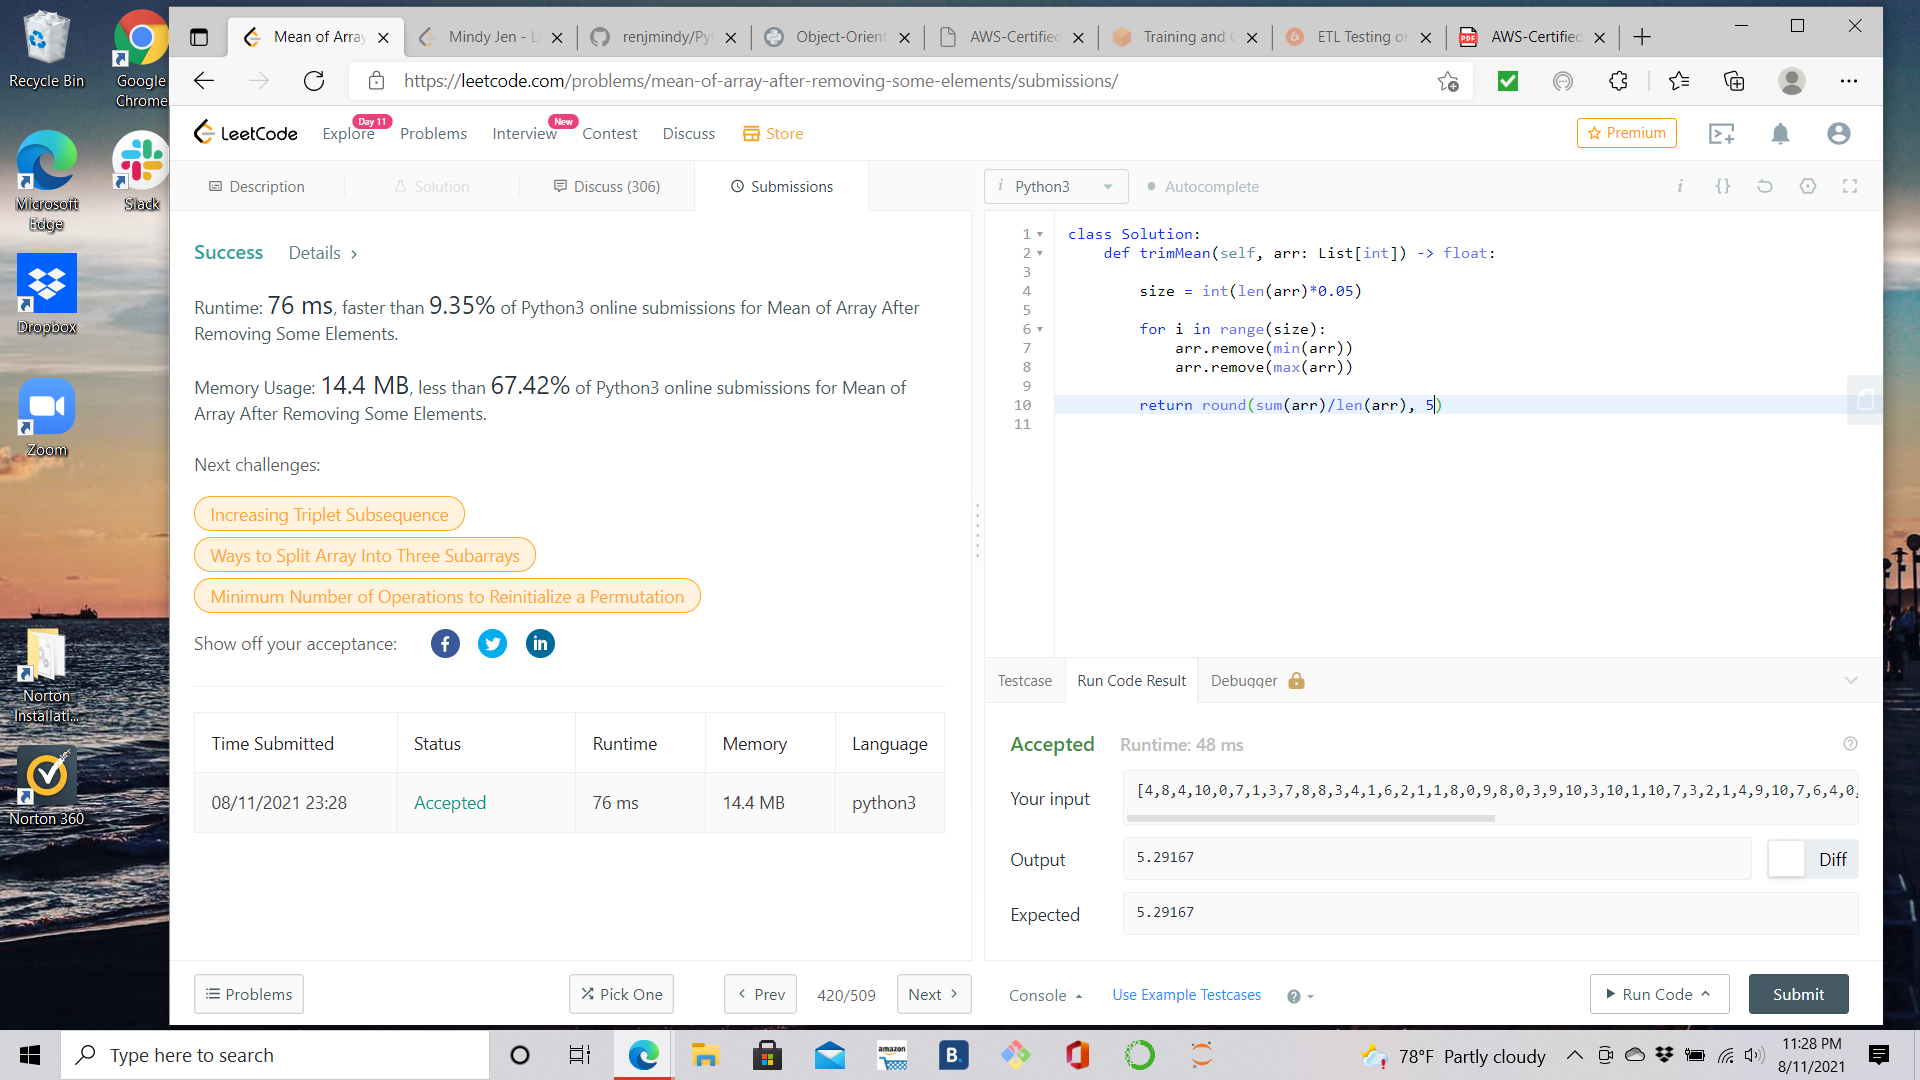 Recycle Bin
Google
Chrome
Microsoft
Edge
Slack
Dropbox
Zoom
Norton
Installati...
Norton 360
Mean of Array
Mindy Jen - L
renjmindy/Py
Object-Orient
AWS-Certified
Training and
ETL Testing o
PDF
AWS-Certified
https://leetcode.com/problems/mean-of-array-after-removing-some-elements/submissions/
LeetCode
Explore
Day 11
Problems
Interview
New
Contest
Discuss
Store
Premium
Description
Solution
Discuss (306)
Submissions
i Python3
Autocomplete
i {}
Success
Details >
Runtime: 76 ms, faster than 9.35% of Python3 online submissions for Mean of Array After
Removing Some Elements.
Memory Usage: 14.4 MB, less than 67.42% of Python3 online submissions for Mean of
Array After Removing Some Elements.
Next challenges:
Increasing Triplet Subsequence
Ways to Split Array Into Three Subarrays
Minimum Number of Operations to Reinitialize a Permutation
Show off your acceptance:
f
in
Time Submitted Status Runtime Memory Language
08/11/2021 23:28 Accepted 76 ms 14.4 MB python3
1 class Solution:
2 def trimMean(self, arr: List[int]) -> float:
3
4 size = int(len(arr)*0.05)
5
6 for i in range(size):
7 arr.remove(min(arr))
8 arr.remove(max(arr))
9
10 return round(sum(arr)/len(arr), 5)
11
Testcase
Run Code Result
Debugger
Accepted
Runtime: 48 ms
Your input
[4,8,4,10,0,7,1,3,7,8,8,3,4,1,6,2,1,1,8,0,9,8,0,3,9,10,3,10,1,10,7,3,2,1,4,9,10,7,6,4,0,
Output
5.29167
Diff
Expected
5.29167
Problems
Pick One
Prev
420/509
Next
Console
Use Example Testcases
Run Code
Submit
Type here to search
amazon
B.
78°F Partly cloudy
11:28 PM
8/11/2021